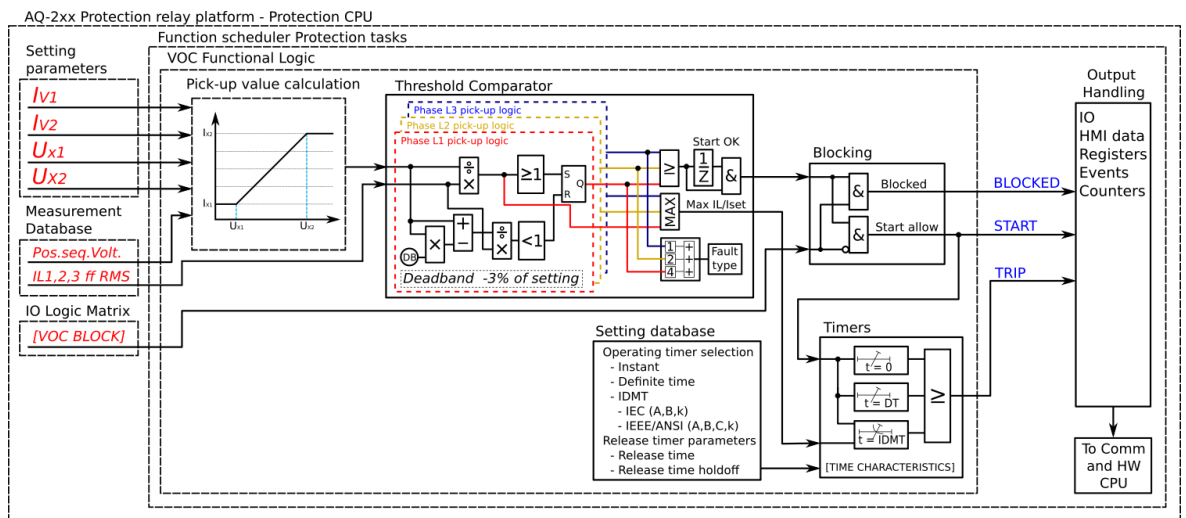 AQ-2xx Protection relay platform - Protection CPU
Function scheduler Protection tasks
VOC Functional Logic
Setting
parameters
IV1
IV2
UX1
UX2
Measurement
Database
Pos.seq.Volt.
IL1,2,3 ff RMS
IO Logic Matrix
[VOC BLOCK]
Pick-up value calculation
IX2
IX1
UX1
UX2
Threshold Comparator
Phase L3 pick-up logic
Phase L2 pick-up logic
Phase L1 pick-up logic
÷
×
≥1
S
Q
R
+
−
×
÷
×
<1
DB
Deadband -3% of setting
≥
Start OK
1
Z
&
MAX
Max IL/Iset
1 +
2 +
4 +
Fault
type
Blocking
&
Blocked
&
Start allow
BLOCKED
START
TRIP
Setting database
Operating timer selection
- Instant
- Definite time
- IDMT
- IEC (A,B,k)
- IEEE/ANSI (A,B,C,k)
Release timer parameters
- Release time
- Release time holdoff
Timers
t = 0
t = DT
t = IDMT
≥
[TIME CHARACTERISTICS]
Output
Handling
IO
HMI data
Registers
Events
Counters
To Comm
and HW
CPU